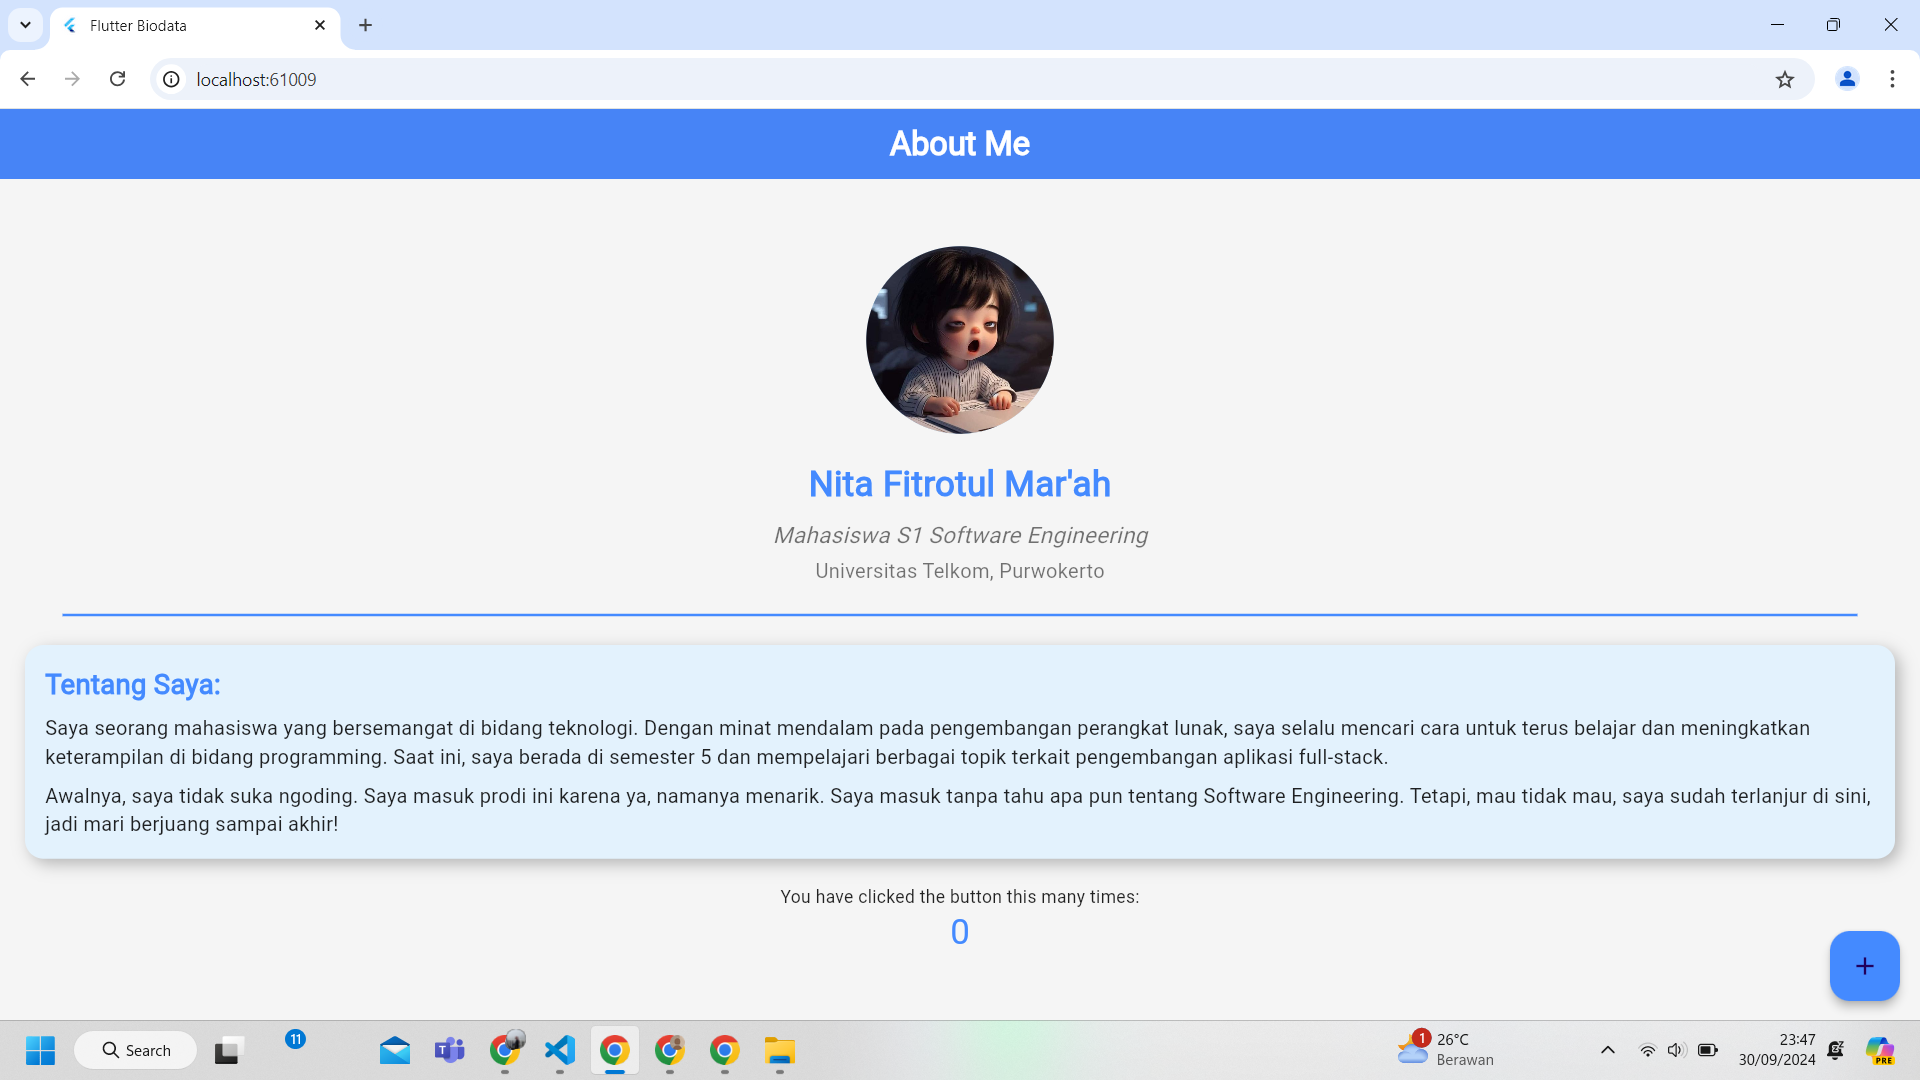 Flutter Biodata
localhost:61009
About Me
Nita Fitrotul Mar'ah
Mahasiswa S1 Software Engineering
Universitas Telkom, Purwokerto
Tentang Saya:
Saya seorang mahasiswa yang bersemangat di bidang teknologi. Dengan minat mendalam pada pengembangan perangkat lunak, saya selalu mencari cara untuk terus belajar dan meningkatkan
keterampilan di bidang programming. Saat ini, saya berada di semester 5 dan mempelajari berbagai topik terkait pengembangan aplikasi full-stack.
Awalnya, saya tidak suka ngoding. Saya masuk prodi ini karena ya, namanya menarik. Saya masuk tanpa tahu apa pun tentang Software Engineering. Tetapi, mau tidak mau, saya sudah terlanjur di sini,
jadi mari berjuang sampai akhir!
You have clicked the button this many times:
0
+
Search
11
1
26°C
Berawan
23:47
30/09/2024
PRE